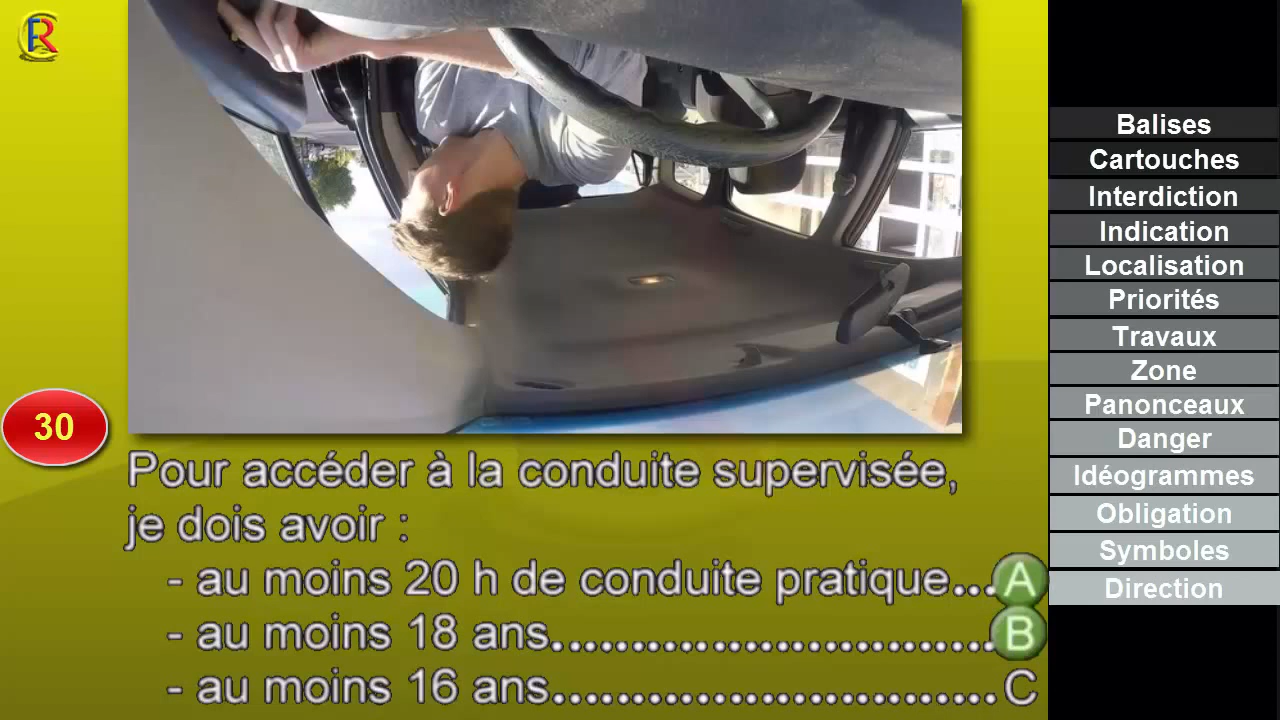 FR
30
Pour accéder à la conduite supervisée,
je dois avoir :
- au moins 20 h de conduite pratique...A
- au moins 18 ans............................B
- au moins 16 ans............................C
Balises
Cartouches
Interdiction
Indication
Localisation
Priorités
Travaux
Zone
Panonceaux
Danger
Idéogrammes
Obligation
Symboles
Direction